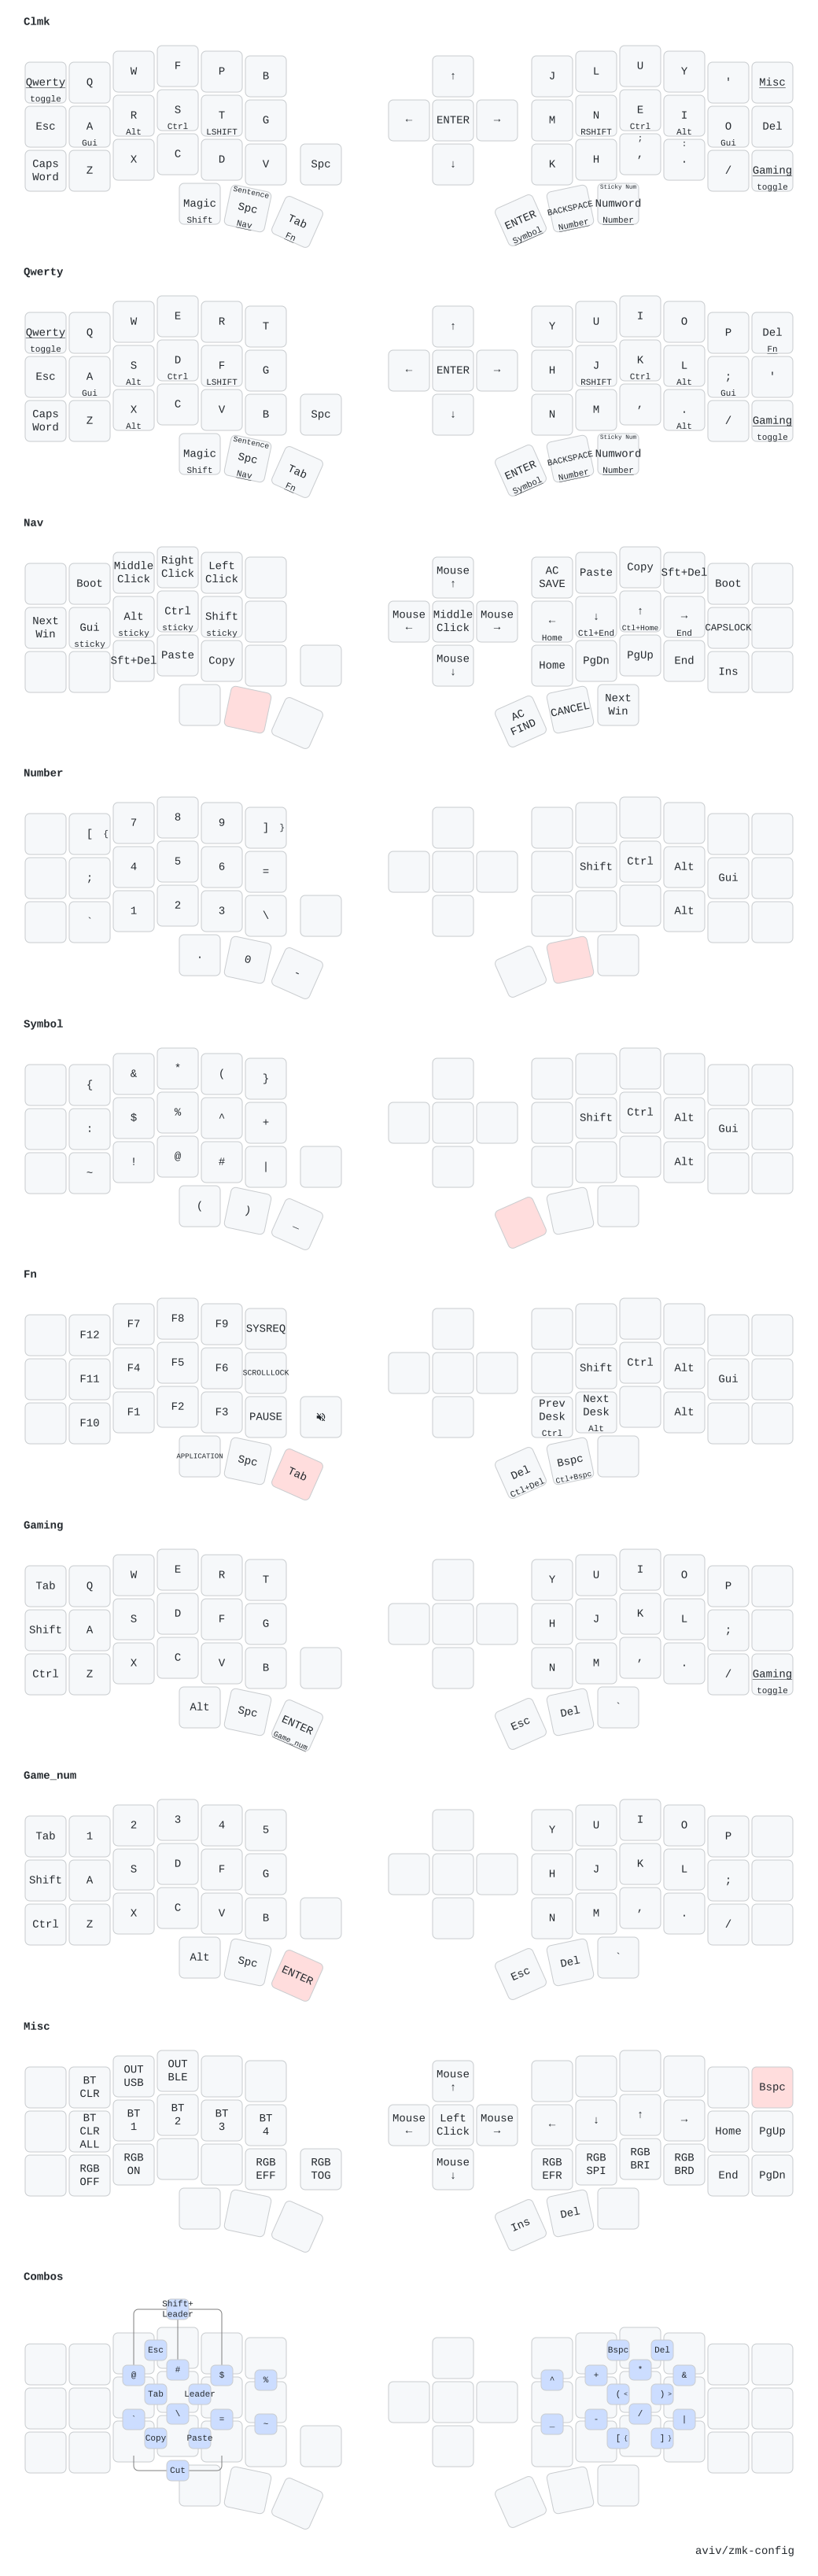 Clmk
Qwerty toggle Q W F P B ↑ J L U Y ' Misc
Esc A Gui R Alt S Ctrl T LSHIFT G ← ENTER → M N RSHIFT E Ctrl I Alt O Gui Del
Caps Word Z X C D V Spc ↓ K H ; , : . / Gaming toggle
Magic Shift Sentence Spc Nav Tab Fn ENTER Symbol BACKSPACE Number Sticky Num Numword Number
Qwerty
Qwerty toggle Q W E R T ↑ Y U I O P Del Fn
Esc A Gui S Alt D Ctrl F LSHIFT G ← ENTER → H J RSHIFT K Ctrl L Alt ; Gui '
Caps Word Z X Alt C V B Spc ↓ N M , . Alt / Gaming toggle
Magic Shift Sentence Spc Nav Tab Fn ENTER Symbol BACKSPACE Number Sticky Num Numword Number
Nav
Boot Middle Click Right Click Left Click Mouse ↑ AC SAVE Paste Copy Sft+Del Boot
Next Win Gui sticky Alt sticky Ctrl sticky Shift sticky Mouse ← Middle Click Mouse → ← Home ↓ Ctl+End ↑ Ctl+Home → End CAPSLOCK
Sft+Del Paste Copy Mouse ↓ Home PgDn PgUp End Ins
AC FIND CANCEL Next Win
Number
[ { 7 8 9 ] }
; 4 5 6 = Shift Ctrl Alt Gui
` 1 2 3 \ Alt
. 0 -
Symbol
{ & * ( }
: $ % ^ + Shift Ctrl Alt Gui
~ ! @ # | Alt
( ) _
Fn
F12 F7 F8 F9 SYSREQ
F11 F4 F5 F6 SCROLLLOCK Shift Ctrl Alt Gui
F10 F1 F2 F3 PAUSE Prev Desk Ctrl Next Desk Alt Alt
APPLICATION Spc Tab Del Ctl+Del Bspc Ctl+Bspc
Gaming
Tab Q W E R T Y U I O P
Shift A S D F G H J K L ;
Ctrl Z X C V B N M , . / Gaming toggle
Alt Spc ENTER Game_num Esc Del `
Game_num
Tab 1 2 3 4 5 Y U I O P
Shift A S D F G H J K L ;
Ctrl Z X C V B N M , . /
Alt Spc ENTER Esc Del `
Misc
BT CLR OUT USB OUT BLE Mouse ↑ Bspc
BT CLR ALL BT 1 BT 2 BT 3 BT 4 Mouse ← Left Click Mouse → ← ↓ ↑ → Home PgUp
RGB OFF RGB ON RGB EFF RGB TOG Mouse ↓ RGB EFR RGB SPI RGB BRI RGB BRD End PgDn
Ins Del
Combos
Shift+ Leader
Esc Bspc Del
@ # $ % ^ + * &
Tab Leader ( < ) >
` \ = ~ _ - / |
Copy Paste [ { ] }
Cut
aviv/zmk-config